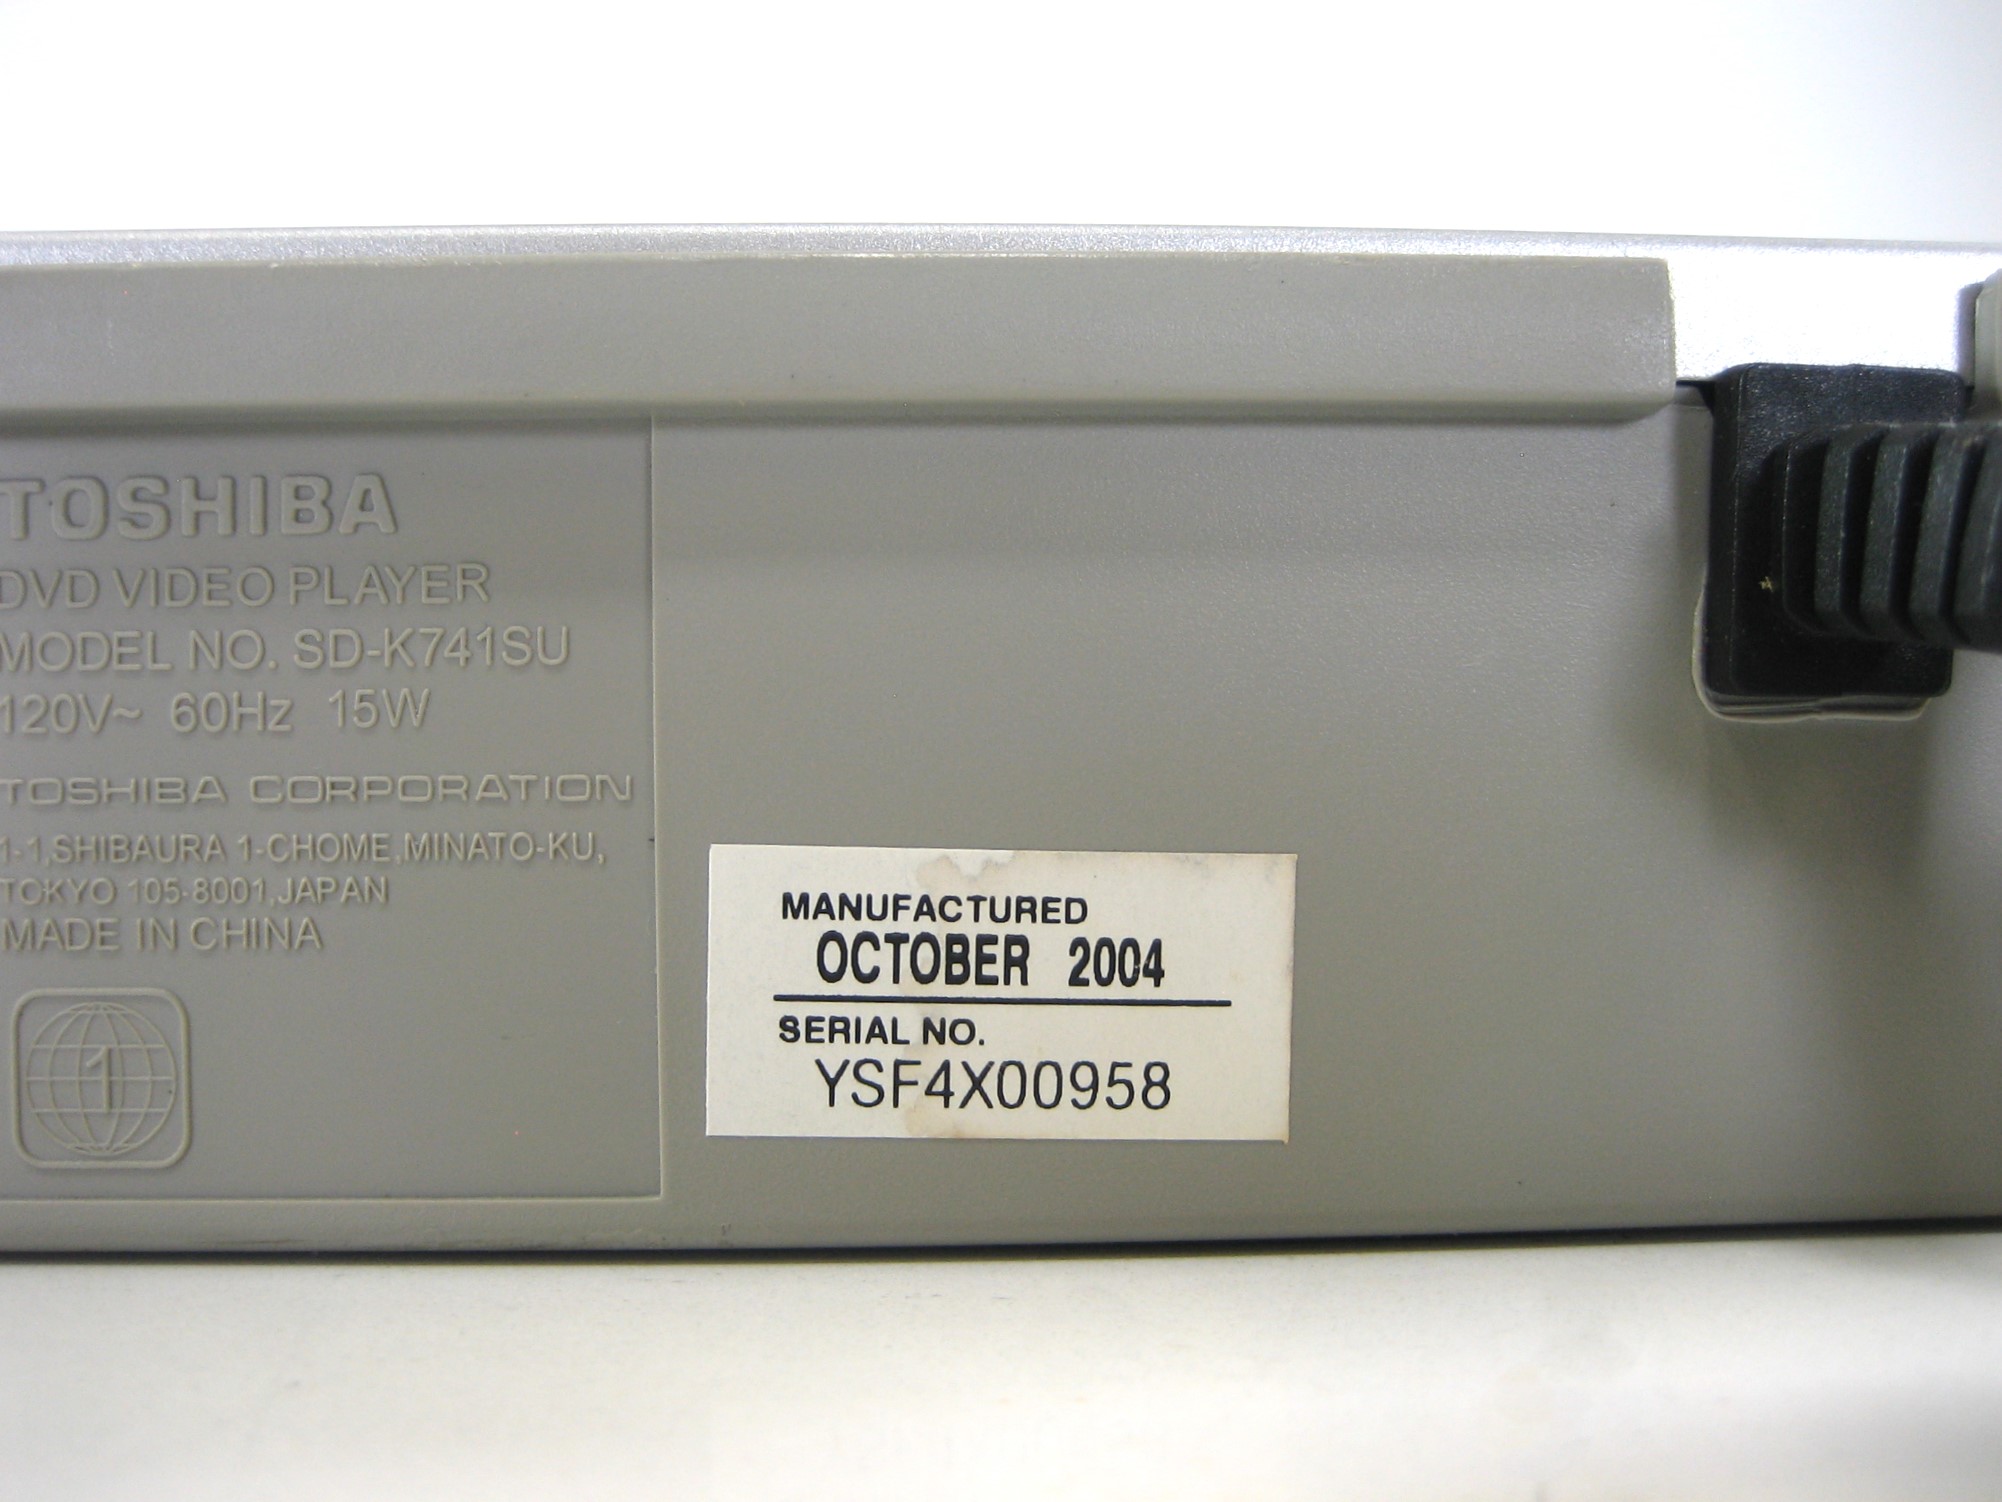 TOSHIBA
DVD VIDEO PLAYER
MODEL NO. SD-K741SU
120V~ 60Hz 15W
TOSHIBA CORPORATION
1-1,SHIBAURA 1-CHOME,MINATO-KU,
TOKYO 105-8001,JAPAN
MADE IN CHINA
1
MANUFACTURED
OCTOBER 2004
SERIAL NO.
YSF4X00958